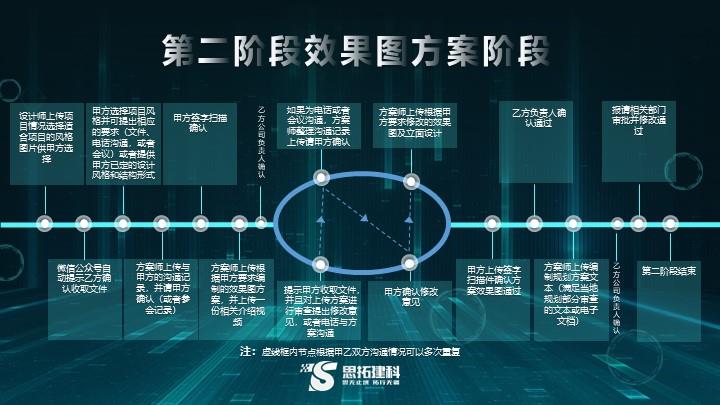 第二阶段效果图方案阶段
设计师上传项
目情况选择适
合项目的风格
图片供甲方选
择
甲方选择项目风
格并可提出相应
的要求（文件、
电话沟通，或者
会议）或者提供
甲方已定的设计
风格和结构形式
甲方签字扫描
确认
乙方公司负责人确认
如果为电话或者
会议沟通，方案
师整理沟通记录
上传请甲方确认
方案师上传根据甲
方要求修改的效果
图及立面设计
乙方负责人确
认通过
报请相关部门
审批并修改通
过
微信公众号自
动提示乙方确
认收取文件
方案师上传与
甲方的沟通记
录，并请甲方
确认（或者参
会记录）
方案师上传根
据甲方要求编
制的效果图方
案，并上传一
份相关介绍视
频
提示甲方收取文件，
并且对上传方案进
行审查提出修改意
见，或者电话与方
案沟通
甲方确认修改
意见
甲方上传签字
扫描件确认方
案效果图通过
方案师上传编
制规划方案文
本（满足当地
规划部分审查
的文本或电子
文档）
乙方公司负责人确认
第二阶段结束
注：虚线框内节点根据甲乙双方沟通情况可以多次重复
思拓建科
思无止境 拓行无疆